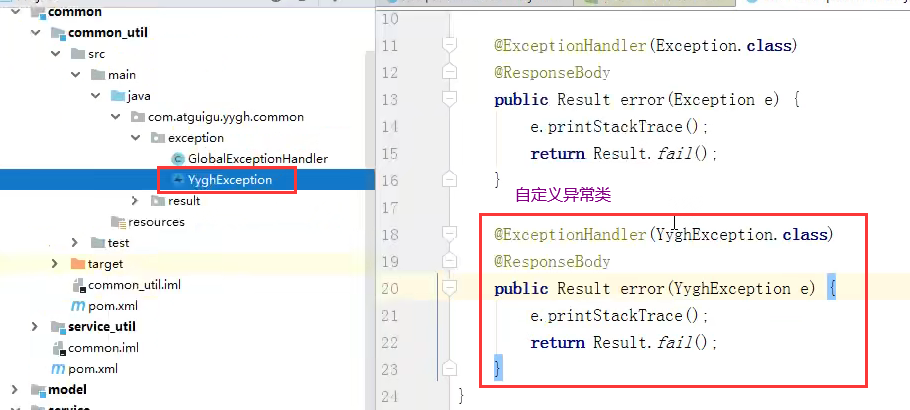 common
common_util
src
main
java
com.atguigu.yygh.common
exception
GlobalExceptionHandler
YyghException
result
resources
test
target
common_util.iml
pom.xml
service_util
common.iml
pom.xml
model
service
10
11 @ExceptionHandler(Exception.class)
12 @ResponseBody
13 public Result error(Exception e) {
14 e.printStackTrace();
15 return Result.fail();
16 }
自定义异常类
17
18 @ExceptionHandler(YyghException.class)
19 @ResponseBody
20 public Result error(YyghException e) {
21 e.printStackTrace();
22 return Result.fail();
23 }
24 }